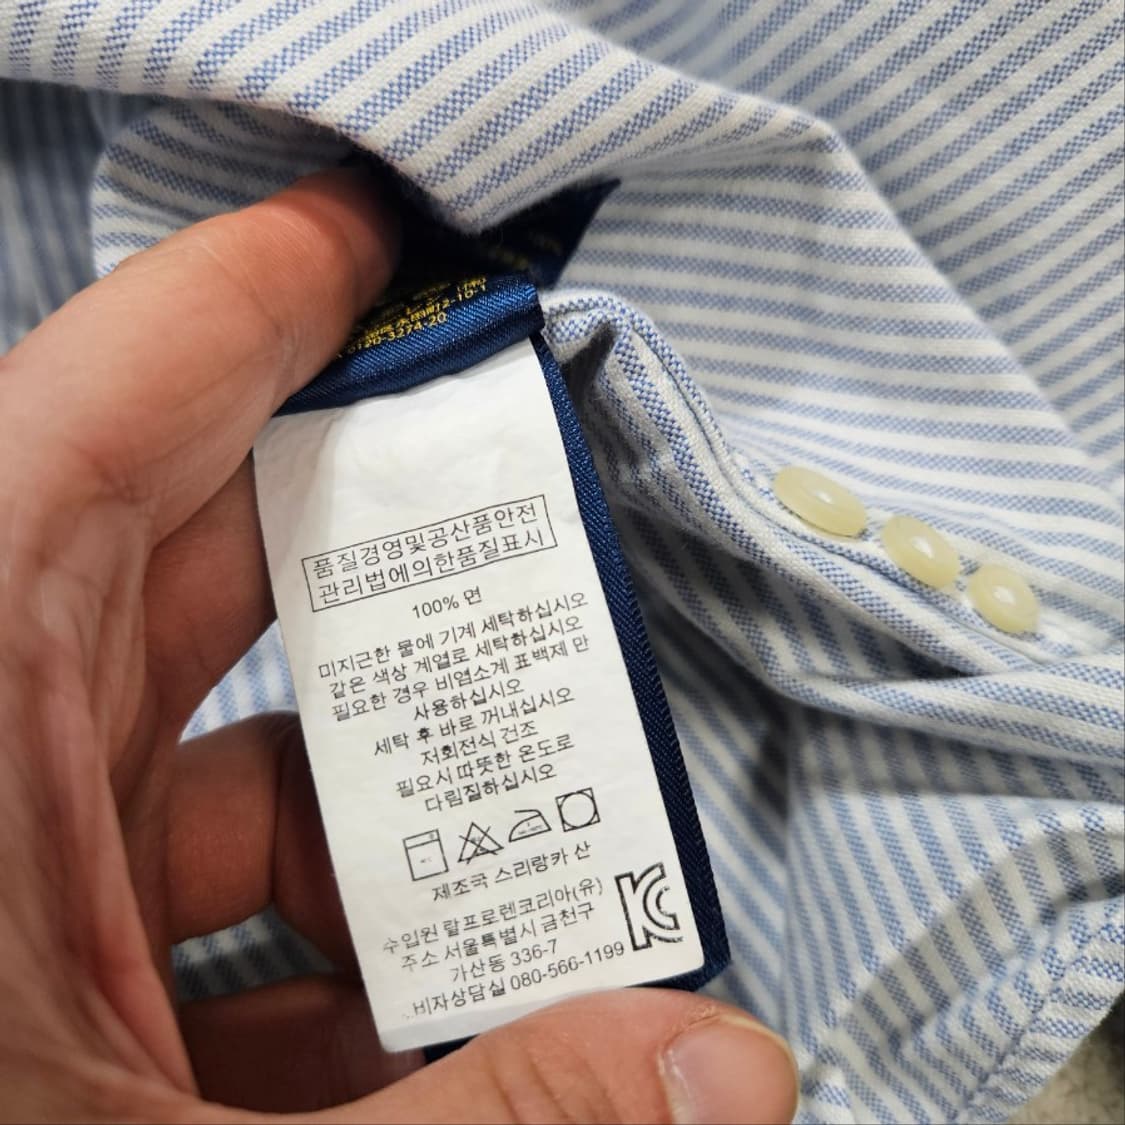 2-10-1
0120-3274-20
품질경영및공산품안전
관리법에의한품질표시
100% 면
미지근한 물에 기계 세탁하십시오
같은 색상 계열로 세탁하십시오
필요한 경우 비염소계 표백제 만
사용하십시오
세탁 후 바로 꺼내십시오
저회전식 건조
필요시 따뜻한 온도로
다림질하십시오
제조국 스리랑카 산
수입원 랄프로렌코리아(유)
주소 서울특별시 금천구
가산동 336-7
비자상담실 080-566-1199
KC